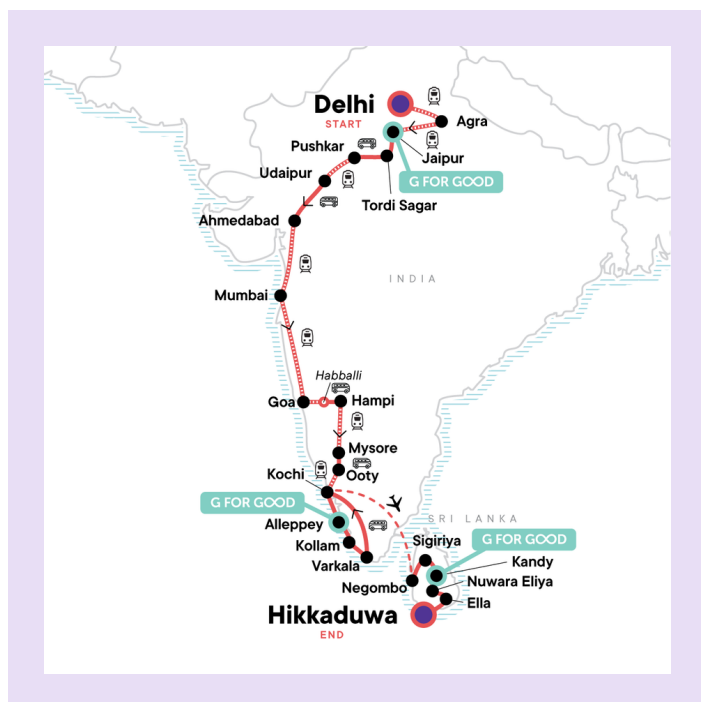 Delhi
START
Agra
Pushkar
Jaipur
Udaipur
G FOR GOOD
Tordi Sagar
Ahmedabad
INDIA
Mumbai
Habballi
Goa
Hampi
Mysore
Kochi
Ooty
G FOR GOOD
Alleppey
SRI LANKA
Kollam
Sigiriya
G FOR GOOD
Varkala
Kandy
Negombo
Nuwara Eliya
Ella
Hikkaduwa
END